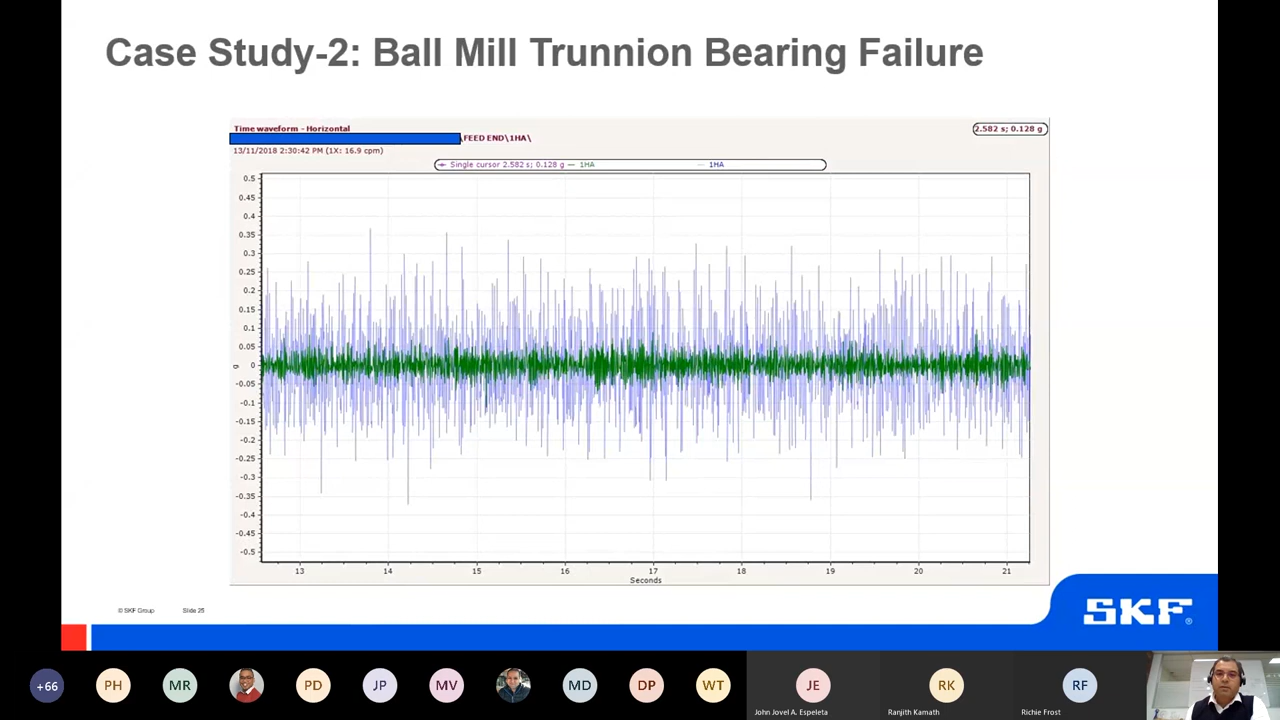 Case Study-2: Ball Mill Trunnion Bearing Failure
Time waveform - Horizontal
2.582 s; 0.128 g
\FEED END\1HA\
13/11/2018 2:30:42 PM (1X: 16.9 cpm)
Single cursor 2.582 s; 0.128 g 1HA 1HA
0.5
0.45
0.4
0.35
0.3
0.25
0.2
0.15
0.1
0.05
g 0
-0.05
-0.1
-0.15
-0.2
-0.25
-0.3
-0.35
-0.4
-0.45
-0.5
13 14 15 16 17 18 19 20 21
Seconds
© SKF Group Slide 25
SKF®
+66 PH MR PD JP MV MD DP WT JE RK RF
John Jovel A. Espeleta Ranjith Kamath Richie Frost